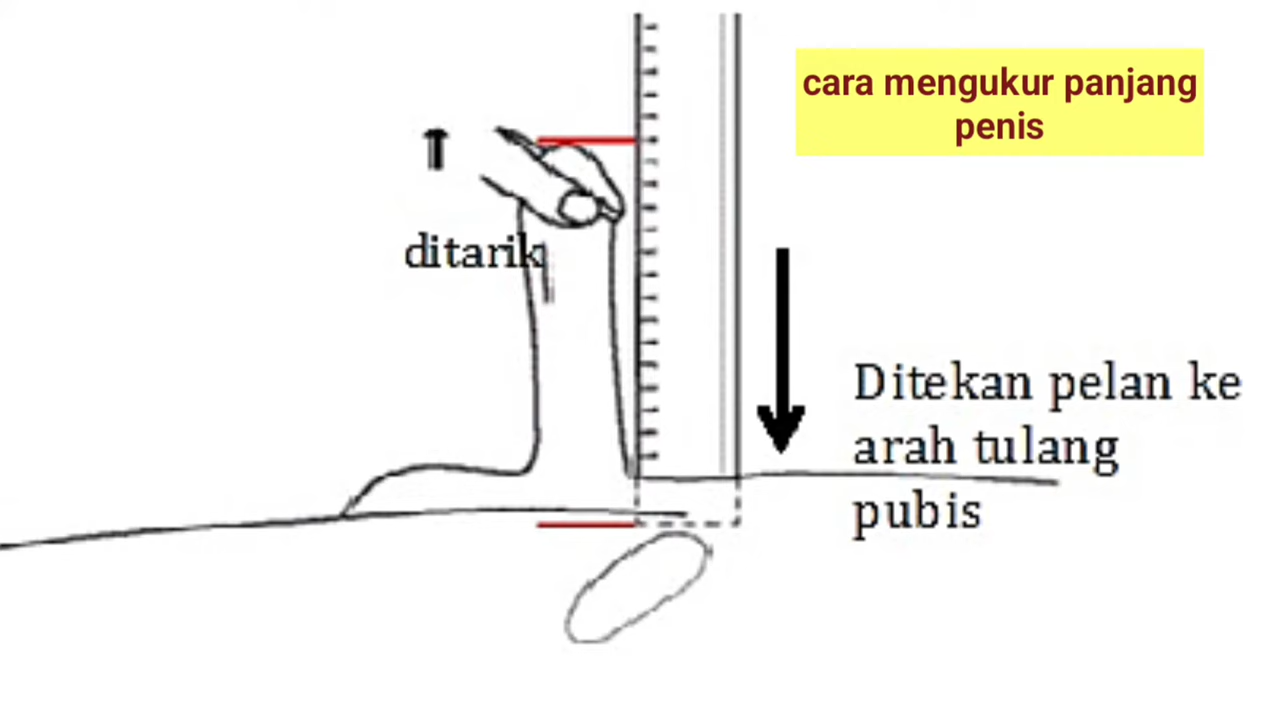 cara mengukur panjang
penis
ditarik
Ditekan pelan ke
arah tulang
pubis